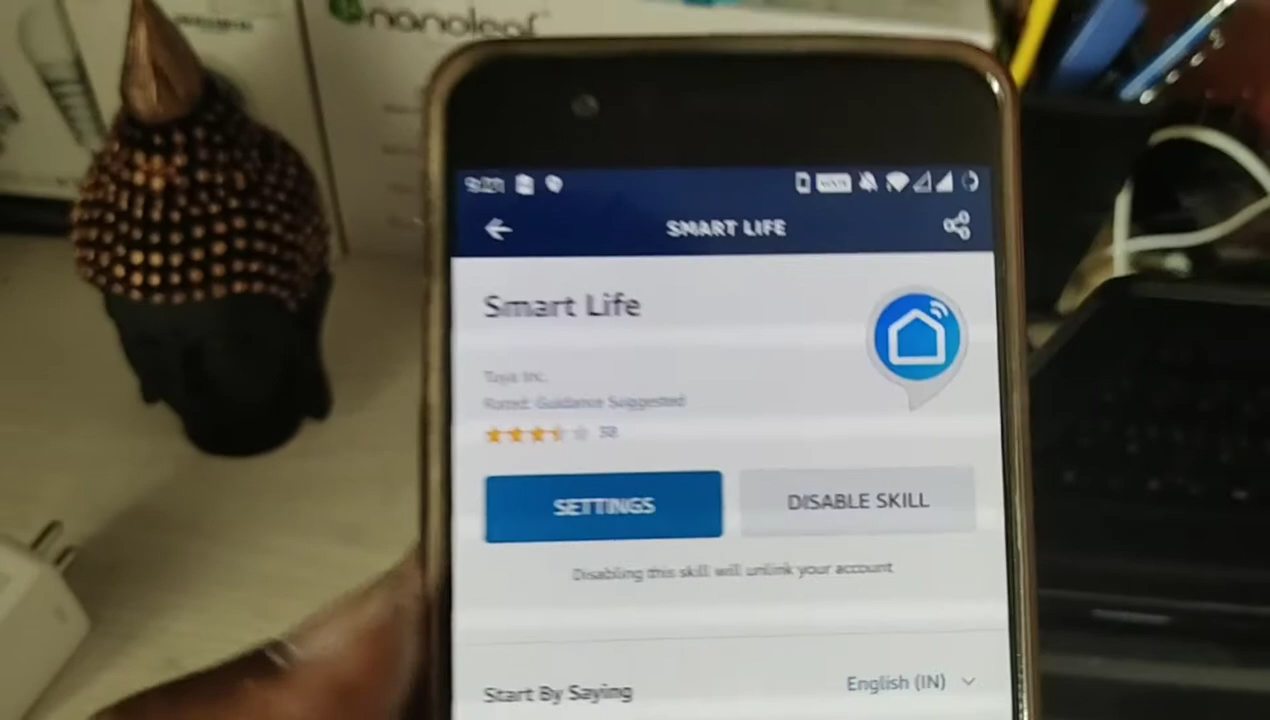 nanoleaf
SMART LIFE
Smart Life
Tuya Inc.
Rated: Guidance Suggested
38
SETTINGS
DISABLE SKILL
Disabling this skill will unlink your account
Start By Saying
English (IN)